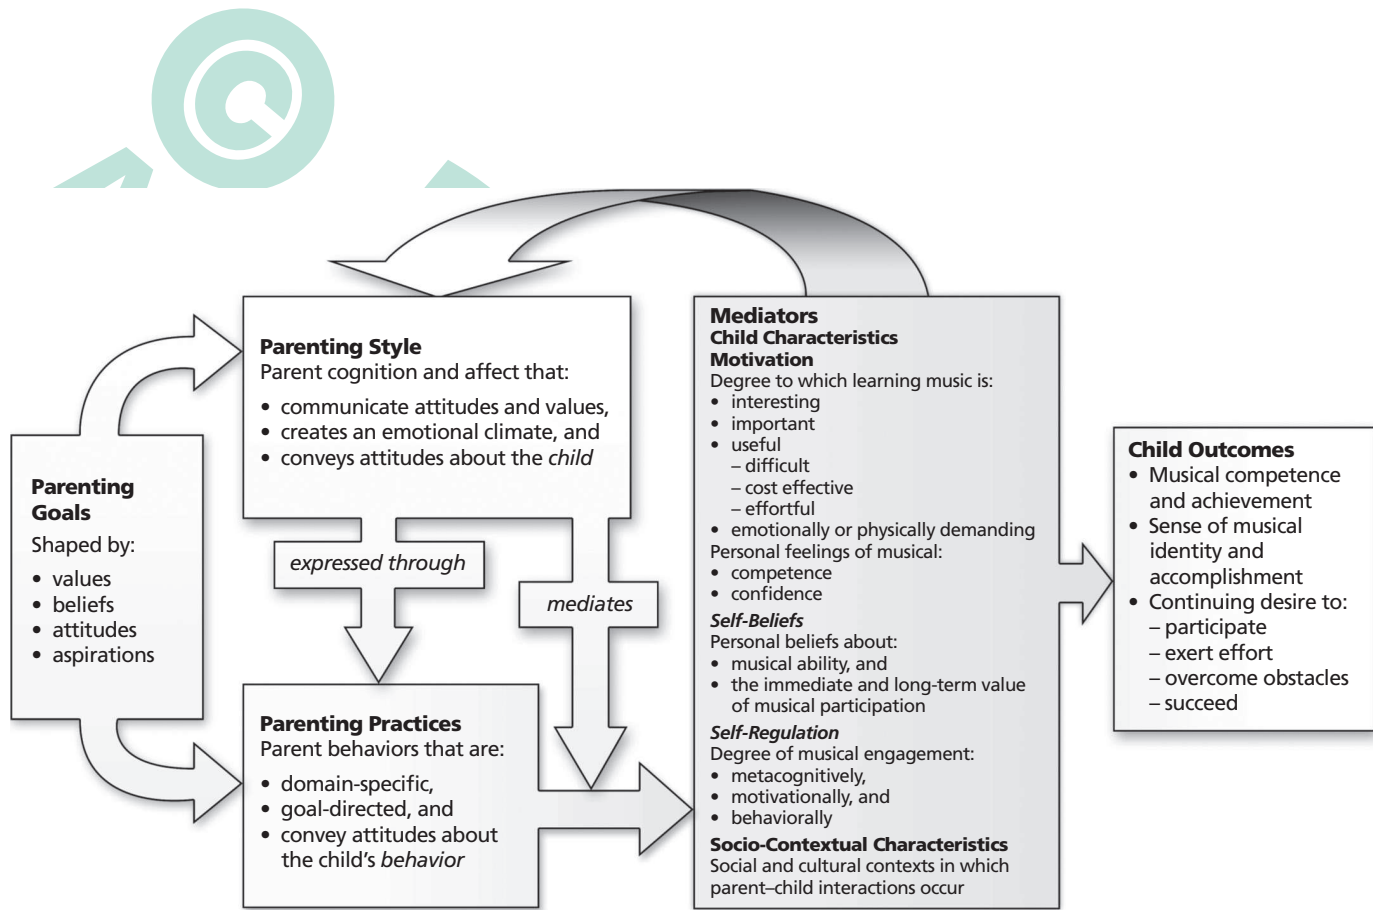 Parenting
Goals
Shaped by:
• values
• beliefs
• attitudes
• aspirations
Parenting Style
Parent cognition and affect that:
• communicate attitudes and values,
• creates an emotional climate, and
• conveys attitudes about the child
expressed through
mediates
Parenting Practices
Parent behaviors that are:
• domain-specific,
• goal-directed, and
• convey attitudes about
the child's behavior
Mediators
Child Characteristics
Motivation
Degree to which learning music is:
• interesting
• important
• useful
– difficult
– cost effective
– effortful
• emotionally or physically demanding
Personal feelings of musical:
• competence
• confidence
Self-Beliefs
Personal beliefs about:
• musical ability, and
• the immediate and long-term value
of musical participation
Self-Regulation
Degree of musical engagement:
• metacognitively,
• motivationally, and
• behaviorally
Socio-Contextual Characteristics
Social and cultural contexts in which
parent–child interactions occur
Child Outcomes
• Musical competence
and achievement
• Sense of musical
identity and
accomplishment
• Continuing desire to:
– participate
– exert effort
– overcome obstacles
– succeed